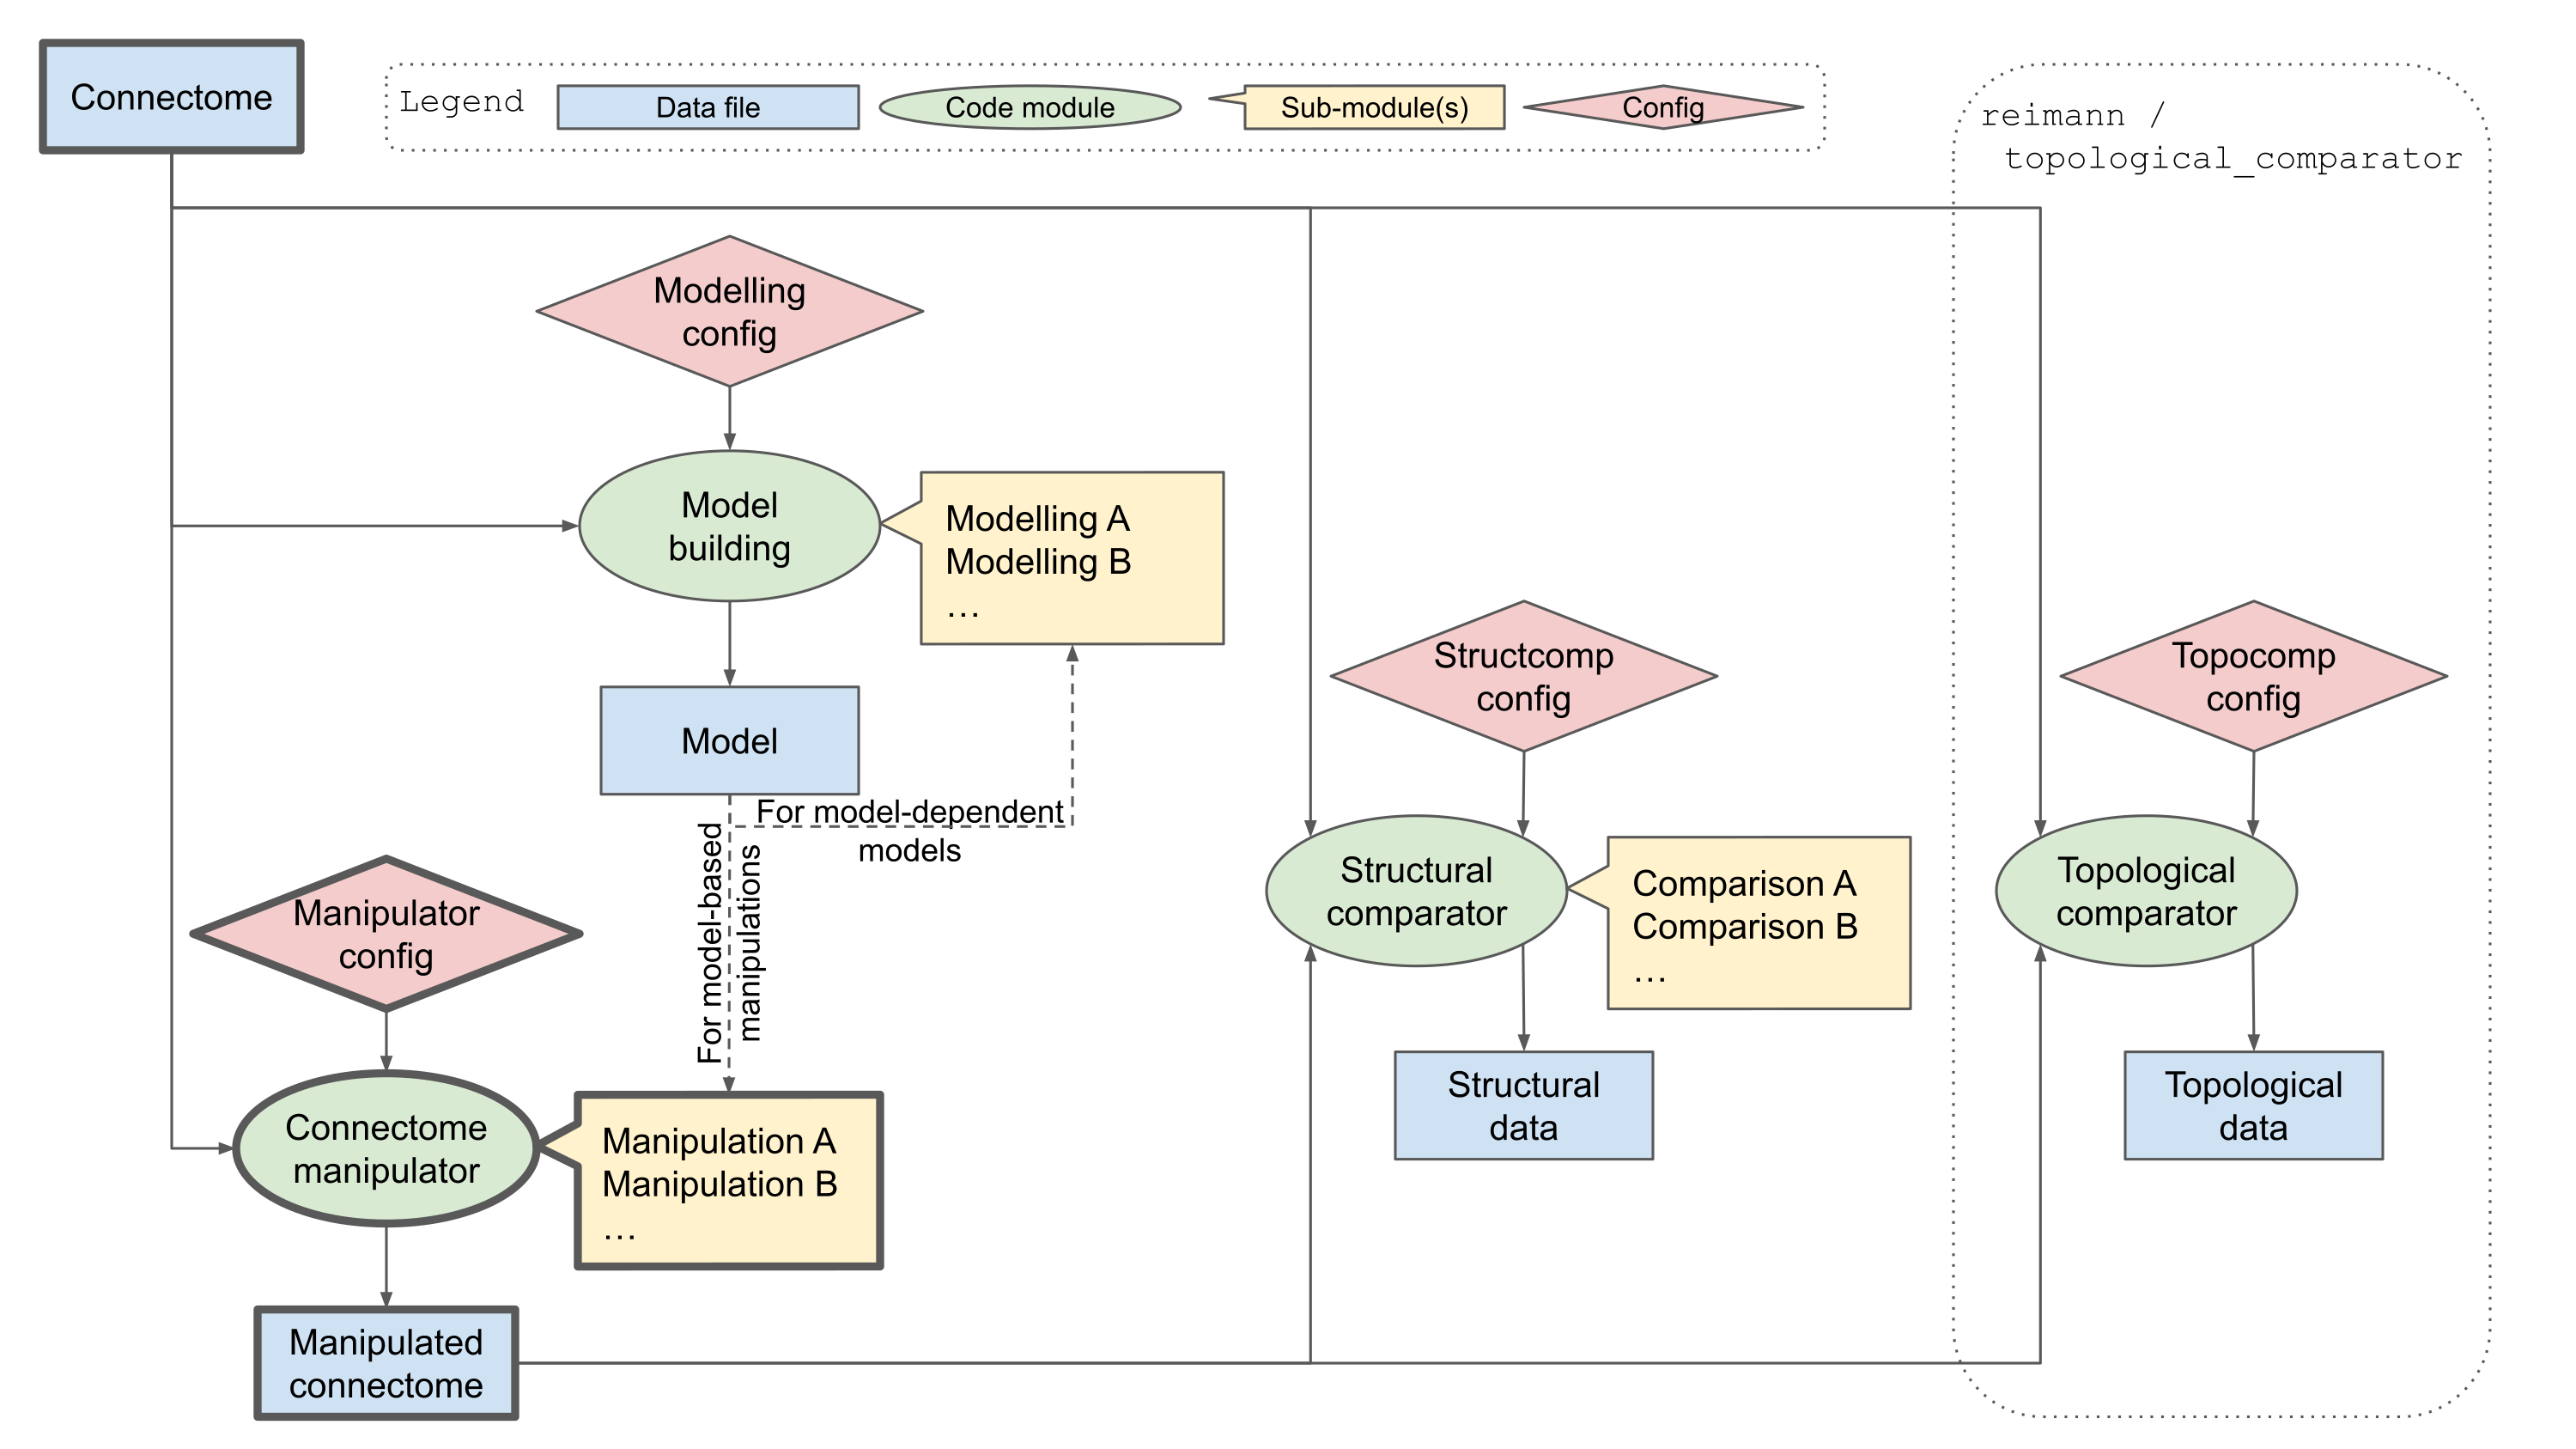 Connectome
Legend
Data file
Code module
Sub-module(s)
Config
reimann /
topological_comparator
Modelling
config
Model
building
Modelling A
Modelling B
…
Model
For model-dependent
models
For model-based
manipulations
Structcomp
config
Topocomp
config
Structural
comparator
Comparison A
Comparison B
…
Topological
comparator
Manipulator
config
Connectome
manipulator
Manipulation A
Manipulation B
…
Structural
data
Topological
data
Manipulated
connectome